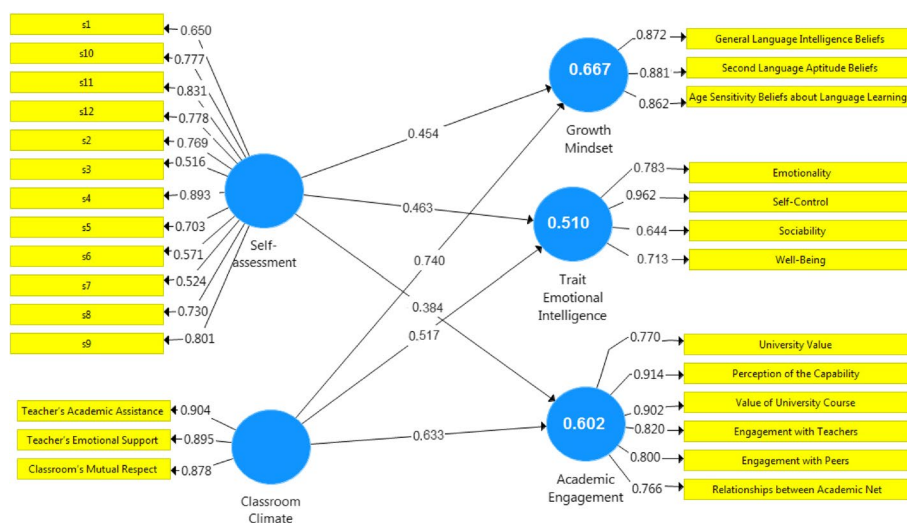 s1
0.650
s10
0.777
s11
0.831
s12
0.778
s2
0.769
s3
0.516
s4
0.893
s5
0.703
s6
0.571
s7
0.524
s8
0.730
s9
0.801
Self-
assessment
Teacher's Academic Assistance
0.904
Teacher's Emotional Support
0.895
Classroom's Mutual Respect
0.878
Classroom
Climate
0.454
0.463
0.740
0.384
0.517
0.633
0.667
Growth
Mindset
0.872
General Language Intelligence Beliefs
0.881
Second Language Aptitude Beliefs
0.862
Age Sensitivity Beliefs about Language Learning
0.510
Trait
Emotional
Intelligence
0.783
Emotionality
0.962
Self-Control
0.644
Sociability
0.713
Well-Being
0.602
Academic
Engagement
0.770
University Value
0.914
Perception of the Capability
0.902
Value of University Course
0.820
Engagement with Teachers
0.800
Engagement with Peers
0.766
Relationships between Academic Net